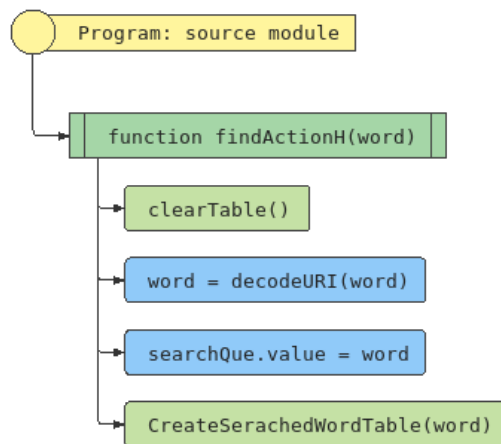 Program: source module
function findActionH(word)
clearTable()
word = decodeURI(word)
searchQue.value = word
CreateSerachedWordTable(word)